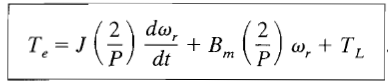 T_e = J (2/P) dω_r/dt + B_m (2/P) ω_r + T_L